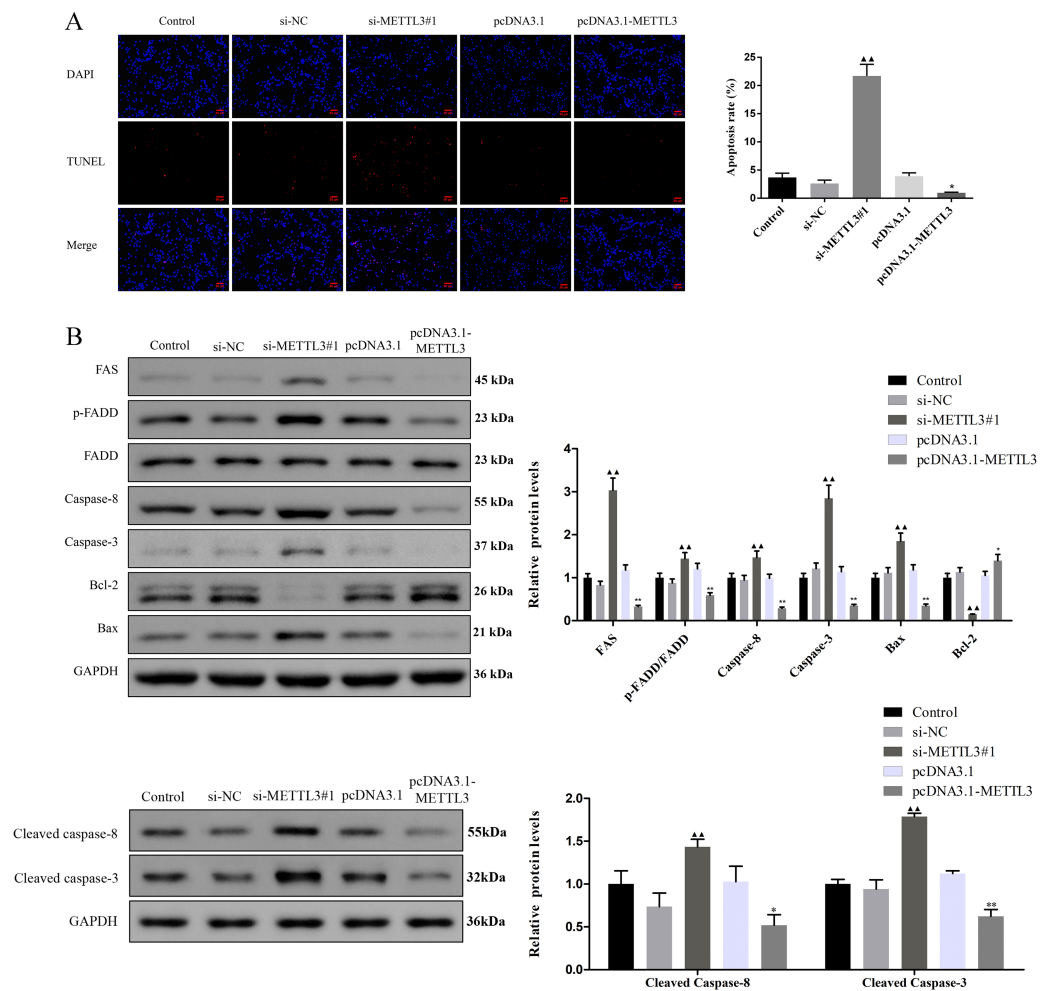 A
Control si-NC si-METTL3#1 pcDNA3.1 pcDNA3.1-METTL3
DAPI
TUNEL
Merge
Apoptosis rate (%)
25
20
15
10
5
0
▲▲
*
Control si-NC si-METTL3#1 pcDNA3.1 pcDNA3.1-METTL3
B
Control si-NC si-METTL3#1 pcDNA3.1 pcDNA3.1-
METTL3
FAS 45 kDa
p-FADD 23 kDa
FADD 23 kDa
Caspase-8 55 kDa
Caspase-3 37 kDa
Bcl-2 26 kDa
Bax 21 kDa
GAPDH 36 kDa
Control
si-NC
si-METTL3#1
pcDNA3.1
pcDNA3.1-METTL3
Relative protein levels
4
3
2
1
0
▲▲ ** ▲▲ ** ▲▲ ** ▲▲ ** ▲▲ ** ▲▲ *
FAS p-FADD/FADD Caspase-8 Caspase-3 Bax Bcl-2
Control si-NC si-METTL3#1 pcDNA3.1 pcDNA3.1-
METTL3
Cleaved caspase-8 55kDa
Cleaved caspase-3 32kDa
GAPDH 36kDa
Control
si-NC
si-METTL3#1
pcDNA3.1
pcDNA3.1-METTL3
Relative protein levels
2.0
1.5
1.0
0.5
0.0
▲▲ * ▲▲ **
Cleaved Caspase-8 Cleaved Caspase-3